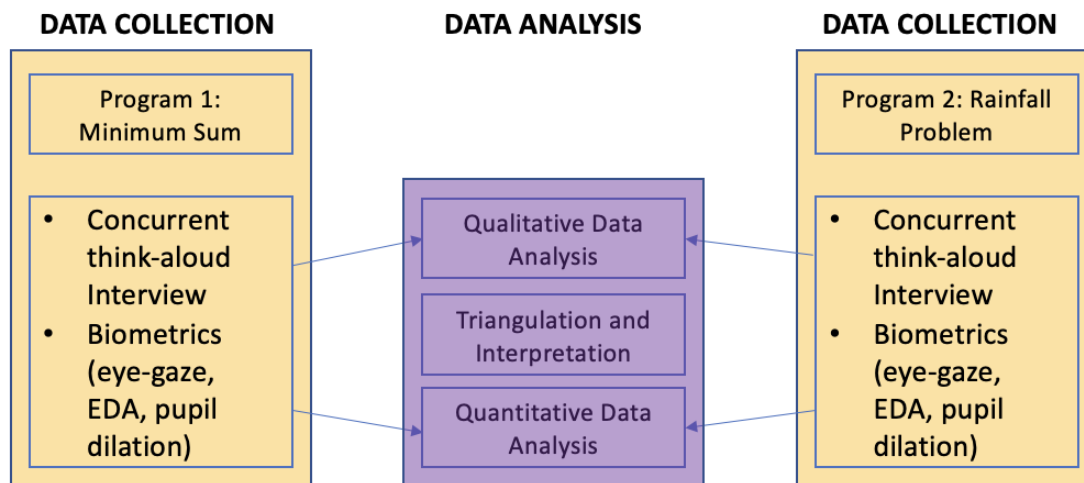 DATA COLLECTION
Program 1:
Minimum Sum
• Concurrent
think-aloud
Interview
• Biometrics
(eye-gaze,
EDA, pupil
dilation)
DATA ANALYSIS
Qualitative Data
Analysis
Triangulation and
Interpretation
Quantitative Data
Analysis
DATA COLLECTION
Program 2: Rainfall
Problem
• Concurrent
think-aloud
Interview
• Biometrics
(eye-gaze,
EDA, pupil
dilation)